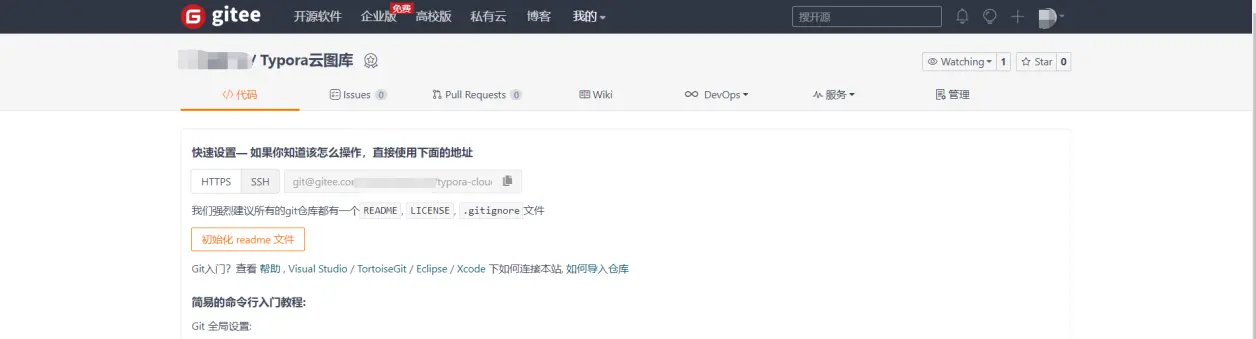 gitee 开源软件 企业版 免费 高校版 私有云 博客 我的 搜开源
/ Typora云图库 Watching 1 Star 0
</> 代码 Issues 0 Pull Requests 0 Wiki DevOps 服务 管理
快速设置— 如果你知道该怎么操作，直接使用下面的地址
HTTPS SSH git@gitee.co typora-clou
我们强烈建议所有的git仓库都有一个 README, LICENSE, .gitignore 文件
初始化 readme 文件
Git入门？查看 帮助 , Visual Studio / TortoiseGit / Eclipse / Xcode 下如何连接本站, 如何导入仓库
简易的命令行入门教程:
Git 全局设置: